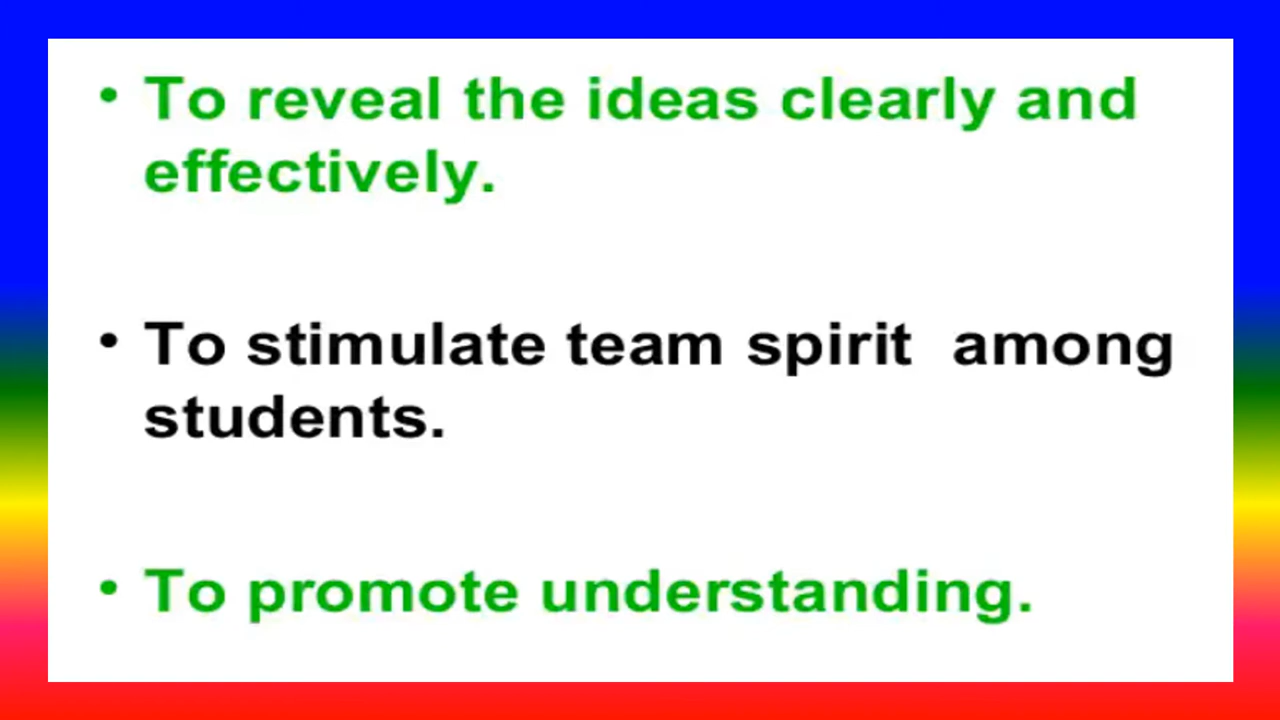 • To reveal the ideas clearly and
effectively.
• To stimulate team spirit  among
students.
• To promote understanding.